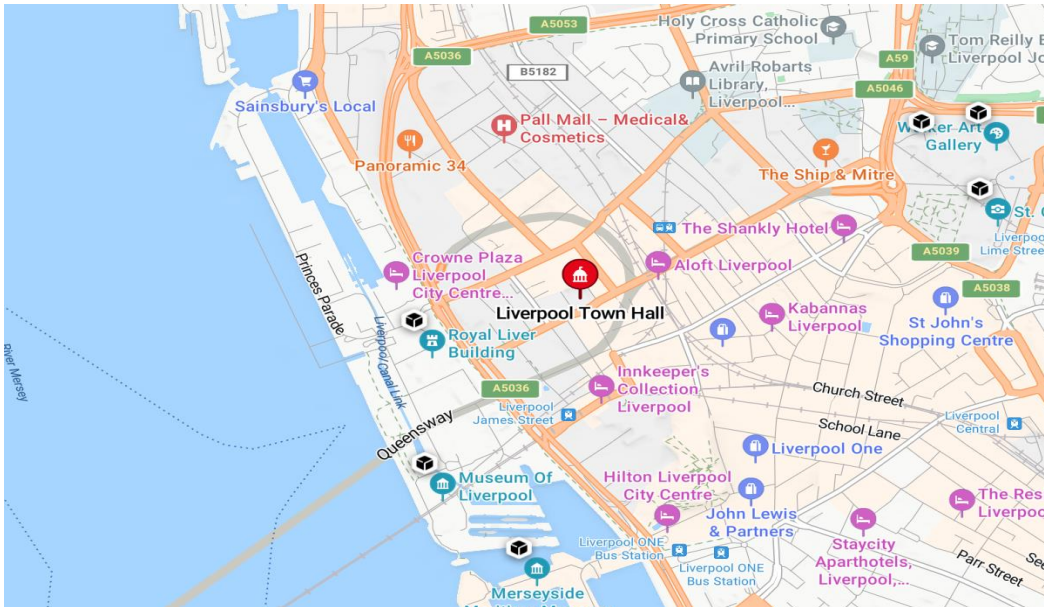 A5053
Holy Cross Catholic
Primary School
A5036
B5182
A59
Tom Reilly B
Liverpool Jo
Avril Robarts
Library,
Liverpool...
A5046
Sainsbury's Local
Pall Mall – Medical&
Cosmetics
Walker Art
Gallery
Panoramic 34
The Ship & Mitre
St.
Liverpoo
Lime Stree
The Shankly Hotel
A5039
Crowne Plaza
Liverpool
City Centre...
Aloft Liverpool
A5038
Princes Parade
Liverpool Town Hall
Kabannas
Liverpool
St John's
Shopping Centre
Liverpool Canal Link
Royal Liver
Building
River Mersey
Innkeeper's
Collection
Liverpool
A5036
Church Street
Liverpool
James Street
Queensway
School Lane
Liverpool
Central
Liverpool One
Museum Of
Liverpool
Hilton Liverpool
City Centre
John Lewis
& Partners
The Res
Liverpoo
Liverpool ONE
Bus Station
Liverpool ONE
Bus Station
Staycity
Aparthotels,
Liverpool,...
Parr Street
See
Merseyside